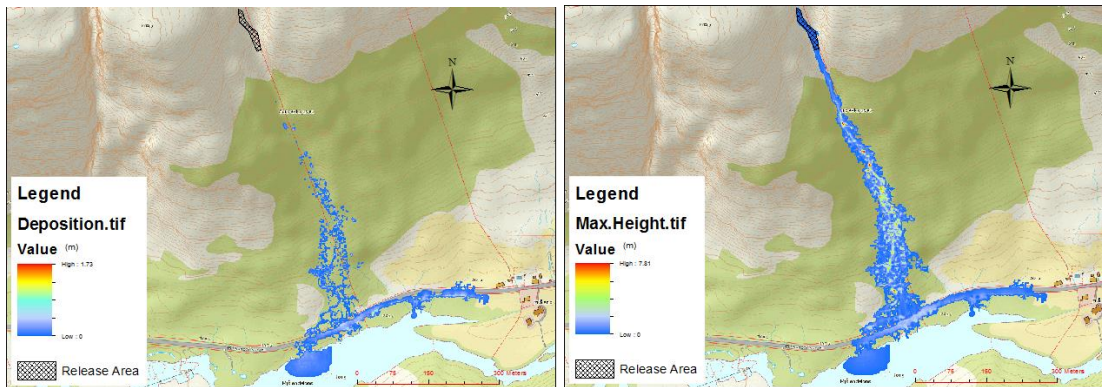 N
Legend
Deposition.tif
Value (m)
High : 1.73
Low : 0
Release Area
0 75 150 300 Meters
N
Legend
Max.Height.tif
Value (m)
High : 7.81
Low : 0
Release Area
0 75 150 300 Meters